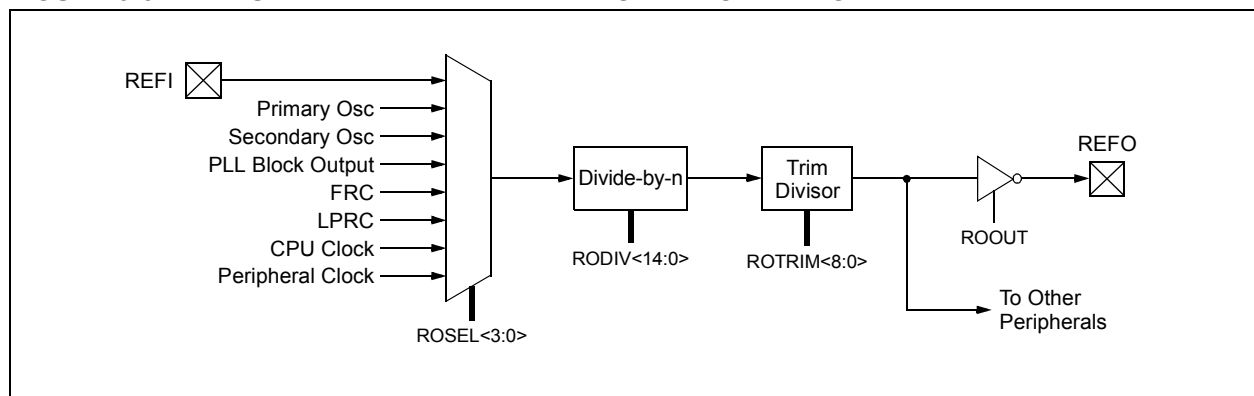 REFI
Primary Osc
Secondary Osc
PLL Block Output
FRC
LPRC
CPU Clock
Peripheral Clock
ROSEL<3:0>
Divide-by-n
RODIV<14:0>
Trim
Divisor
ROTRIM<8:0>
REFO
ROOUT
To Other
Peripherals